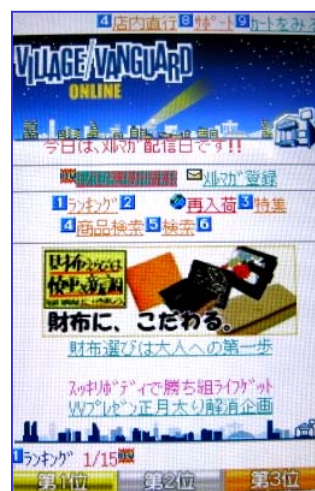 4店内直行8ｻﾎﾟｰﾄ9ｶｰﾄをみる
VILLAGE/VANGUARD
ONLINE
今日は、ﾒﾙﾏｶﾞ配信日です!!
ﾒﾙﾏｶﾞ登録
1ﾗﾝｷﾝｸﾞ2 再入荷3特集
4商品検索5検索6
財布に、こだわる。
財布選びは大人への第一歩
ｽｯｷﾘﾎﾞﾃﾞｨで勝ち組ﾗｲﾌｹﾞｯﾄ
VVﾌﾟﾚｾﾞﾝ正月太り解消企画
1ﾗﾝｷﾝｸﾞ 1/15
第1位 第2位 第3位